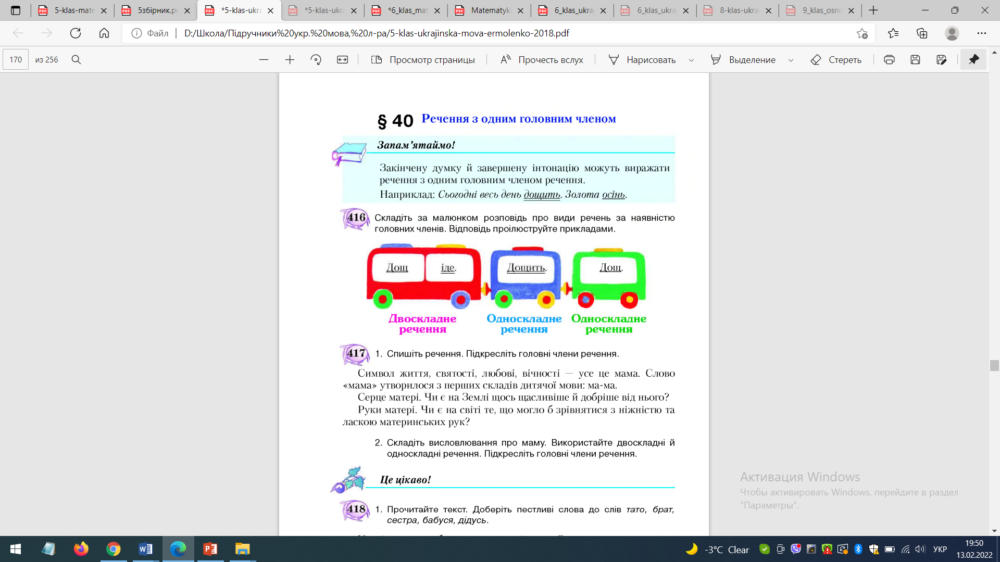 5-klas-mate
5збірник.pd
*5-klas-ukra
*5-klas-ukra
*6_klas_mat
Matematyka
6_klas_ukraj
6_klas_ukraj
8-klas-ukrai
9_klas_osno
Файл
D:/Школа/Підручники%20укр.%20мова,%20л-ра/5-klas-ukrajinska-mova-ermolenko-2018.pdf
170 из 256
Просмотр страницы
Прочесть вслух
Нарисовать
Выделение
Стереть
§ 40 Речення з одним головним членом
Запам’ятаймо!
Закінчену думку й завершену інтонацію можуть виражати
речення з одним головним членом речення.
Наприклад: Сьогодні весь день дощить. Золота осінь.
416 Складіть за малюнком розповідь про види речень за наявністю
головних членів. Відповідь проілюструйте прикладами.
Дощ іде. Дощить. Дощ.
Двоскладне Односкладне Односкладне
речення речення речення
417 1. Спишіть речення. Підкресліть головні члени речення.
Символ життя, святості, любові, вічності — усе це мама. Слово
«мама» утворилося з перших складів дитячої мови: ма-ма.
Серце матері. Чи є на Землі щось щасливіше й добріше від нього?
Руки матері. Чи є на світі те, що могло б зрівнятися з ніжністю та
ласкою материнських рук?
2. Складіть висловлювання про маму. Використайте двоскладні й
односкладні речення. Підкресліть головні члени речення.
Це цікаво!
418 1. Прочитайте текст. Доберіть пестливі слова до слів тато, брат,
сестра, бабуся, дідусь.
Активация Windows
Чтобы активировать Windows, перейдите в раздел
"Параметры".
-3°C Clear
УКР
19:50
13.02.2022